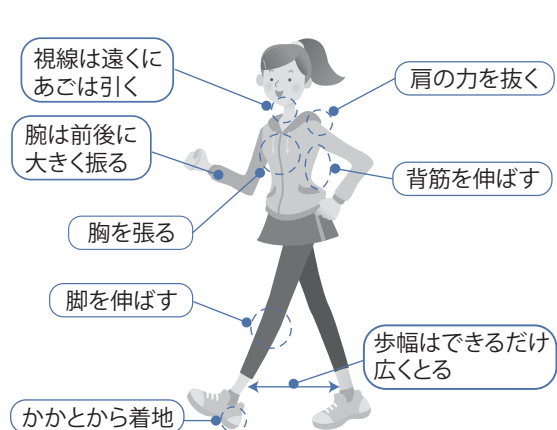 視線は遠くに
あごは引く
肩の力を抜く
腕は前後に
大きく振る
背筋を伸ばす
胸を張る
脚を伸ばす
歩幅はできるだけ
広くとる
かかとから着地